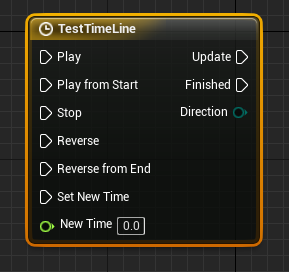 TestTimeLine
Play Update
Play from Start Finished
Stop Direction
Reverse
Reverse from End
Set New Time
New Time 0.0